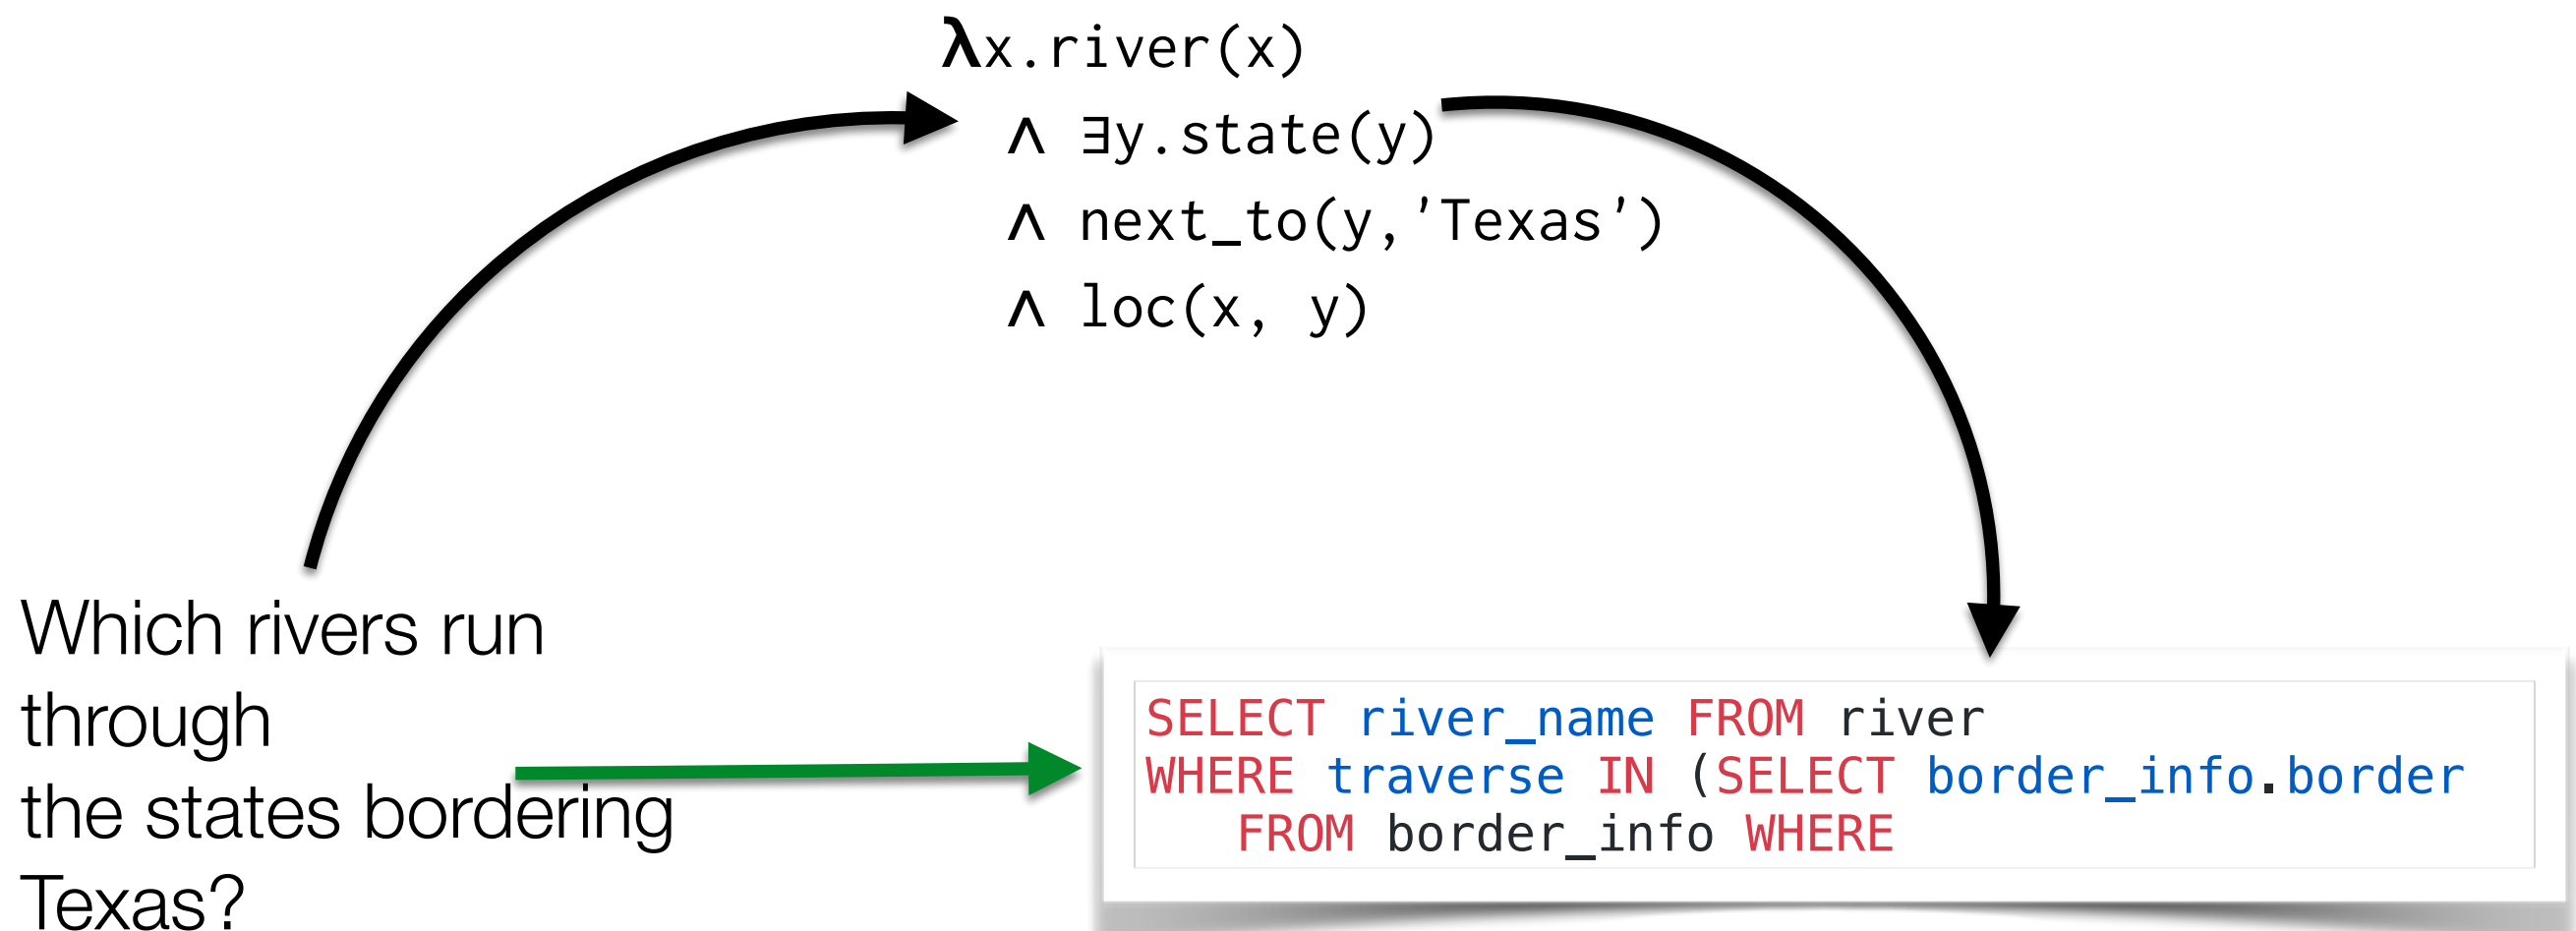 λx.river(x)
∧ ∃y.state(y)
∧ next_to(y,'Texas')
∧ loc(x, y)
Which rivers run
through
the states bordering
Texas?
SELECT river_name FROM river
WHERE traverse IN (SELECT border_info.border
FROM border_info WHERE